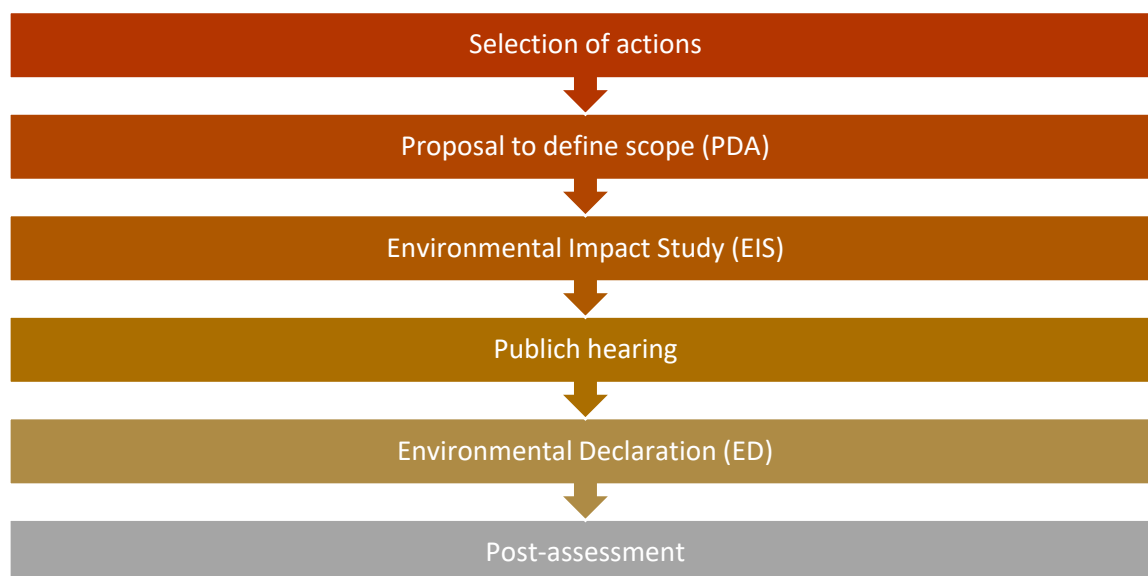 Selection of actions
Proposal to define scope (PDA)
Environmental Impact Study (EIS)
Publich hearing
Environmental Declaration (ED)
Post-assessment